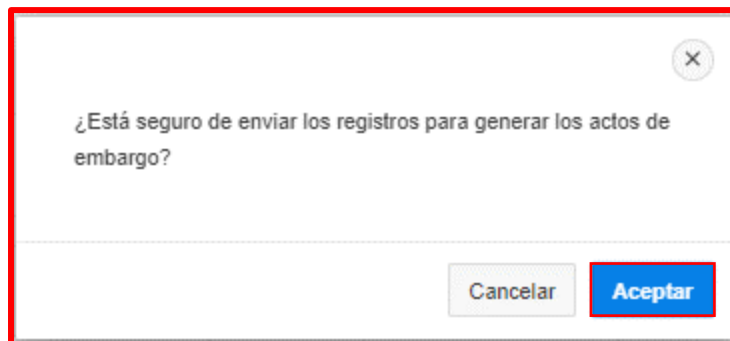 ¿Está seguro de enviar los registros para generar los actos de
embargo?
Cancelar
Aceptar